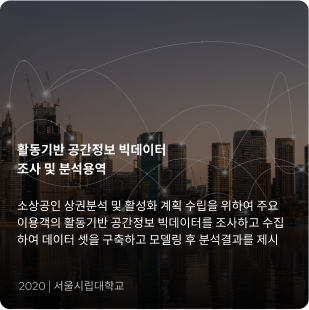 활동기반 공간정보 빅데이터
조사 및 분석용역
소상공인 상권분석 및 활성화 계획 수립을 위하여 주요
이용객의 활동기반 공간정보 빅데이터를 조사하고 수집
하여 데이터 셋을 구축하고 모델링 후 분석결과를 제시
2020 | 서울시립대학교